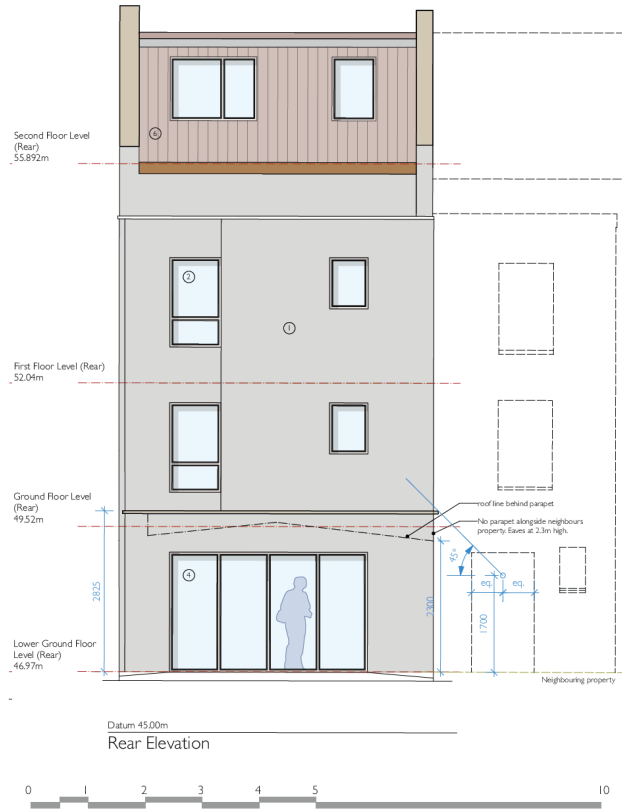 Second Floor Level
(Rear)
55.892m
6
2
1
First Floor Level (Rear)
52.04m
Ground Floor Level
(Rear)
49.52m
roof line behind parapet
No parapet alongside neighbours
property. Eaves at 2.3m high.
45°
4
eq.
eq.
2825
2300
1700
Lower Ground Floor
Level (Rear)
46.97m
Neighbouring property
Datum 45.00m
Rear Elevation
0 1 2 3 4 5 10